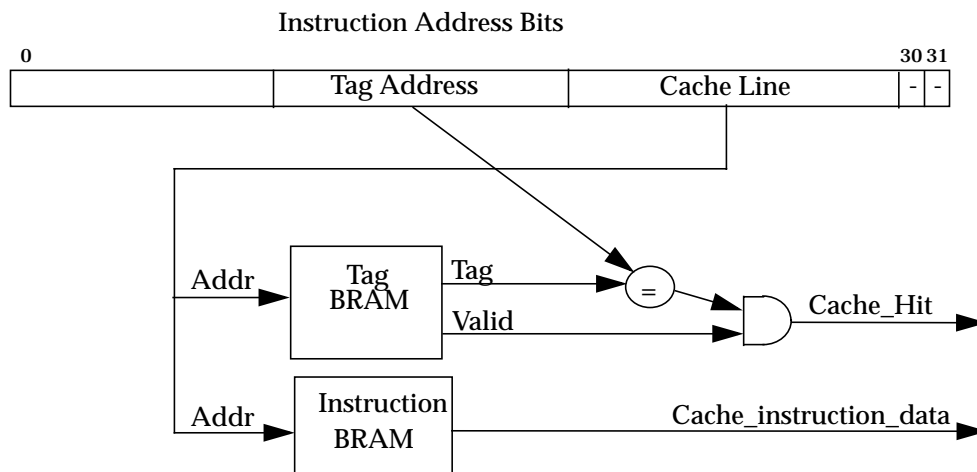 Instruction Address Bits
0 30 31
Tag Address Cache Line - -
Addr Tag BRAM Tag
=
Valid
Cache_Hit
Addr Instruction BRAM Cache_instruction_data